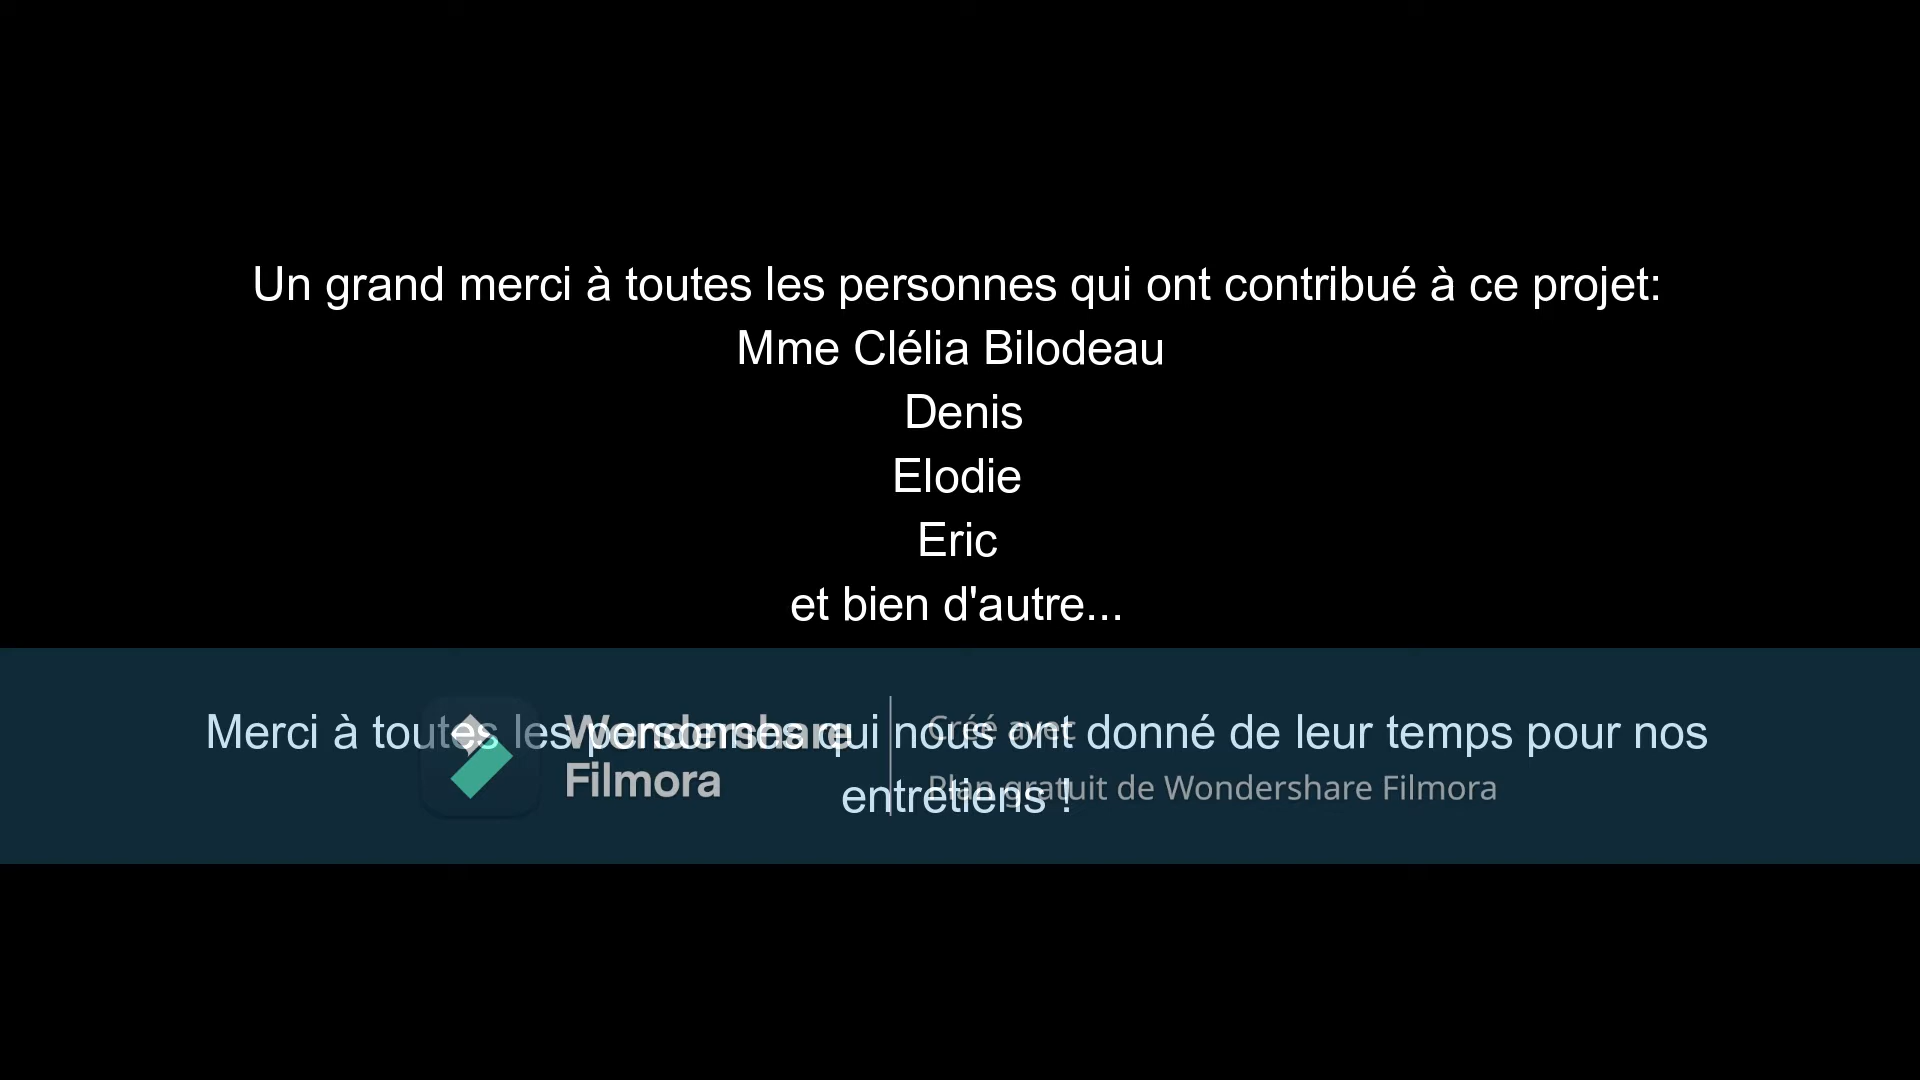 Un grand merci à toutes les personnes qui ont contribué à ce projet:
Mme Clélia Bilodeau
Denis
Elodie
Eric
et bien d'autre...
Merci à toutes les personnes qui nous ont donné de leur temps pour nos
entretiens !
Wondershare
Filmora
Créé avec
Plan gratuit de Wondershare Filmora